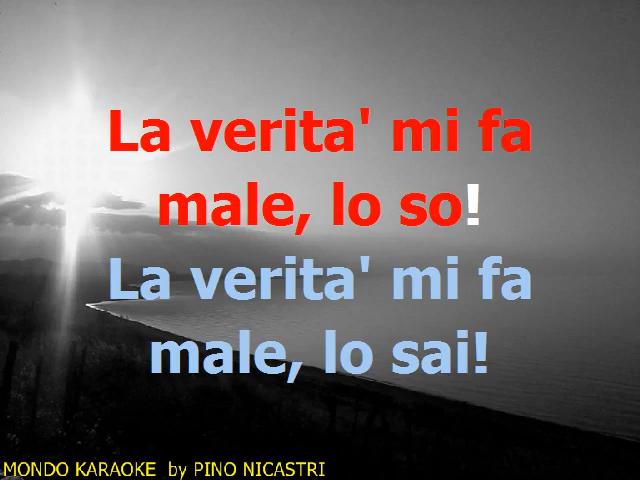 La verita' mi fa
male, lo so!
La verita' mi fa
male, lo sai!
MONDO KARAOKE by PINO NICASTRI